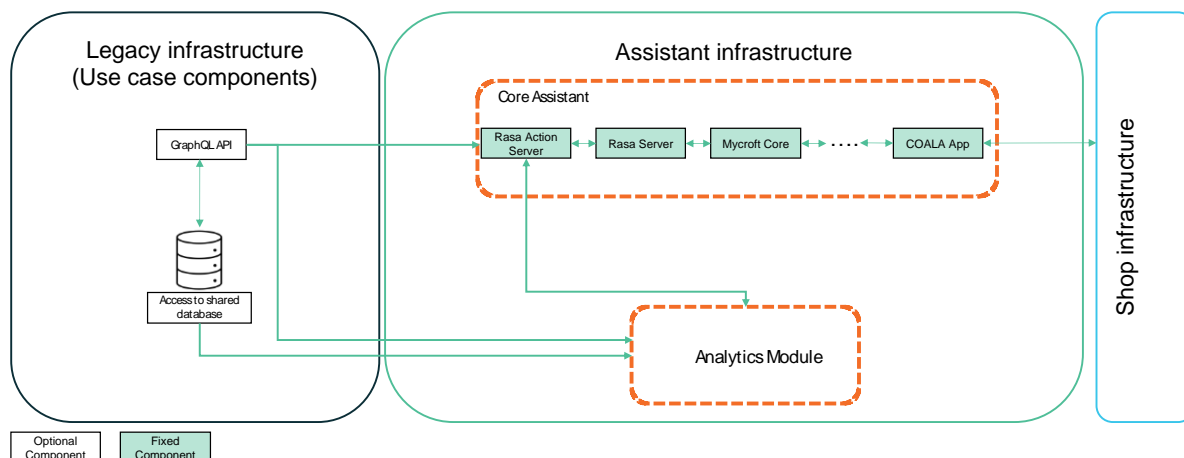 Legacy infrastructure
(Use case components)
Assistant infrastructure
Core Assistant
GraphQL API
Rasa Action
Server
Rasa Server
Mycroft Core
....
COALA App
Shop infrastructure
Access to shared
database
Analytics Module
Optional
Component
Fixed
Component